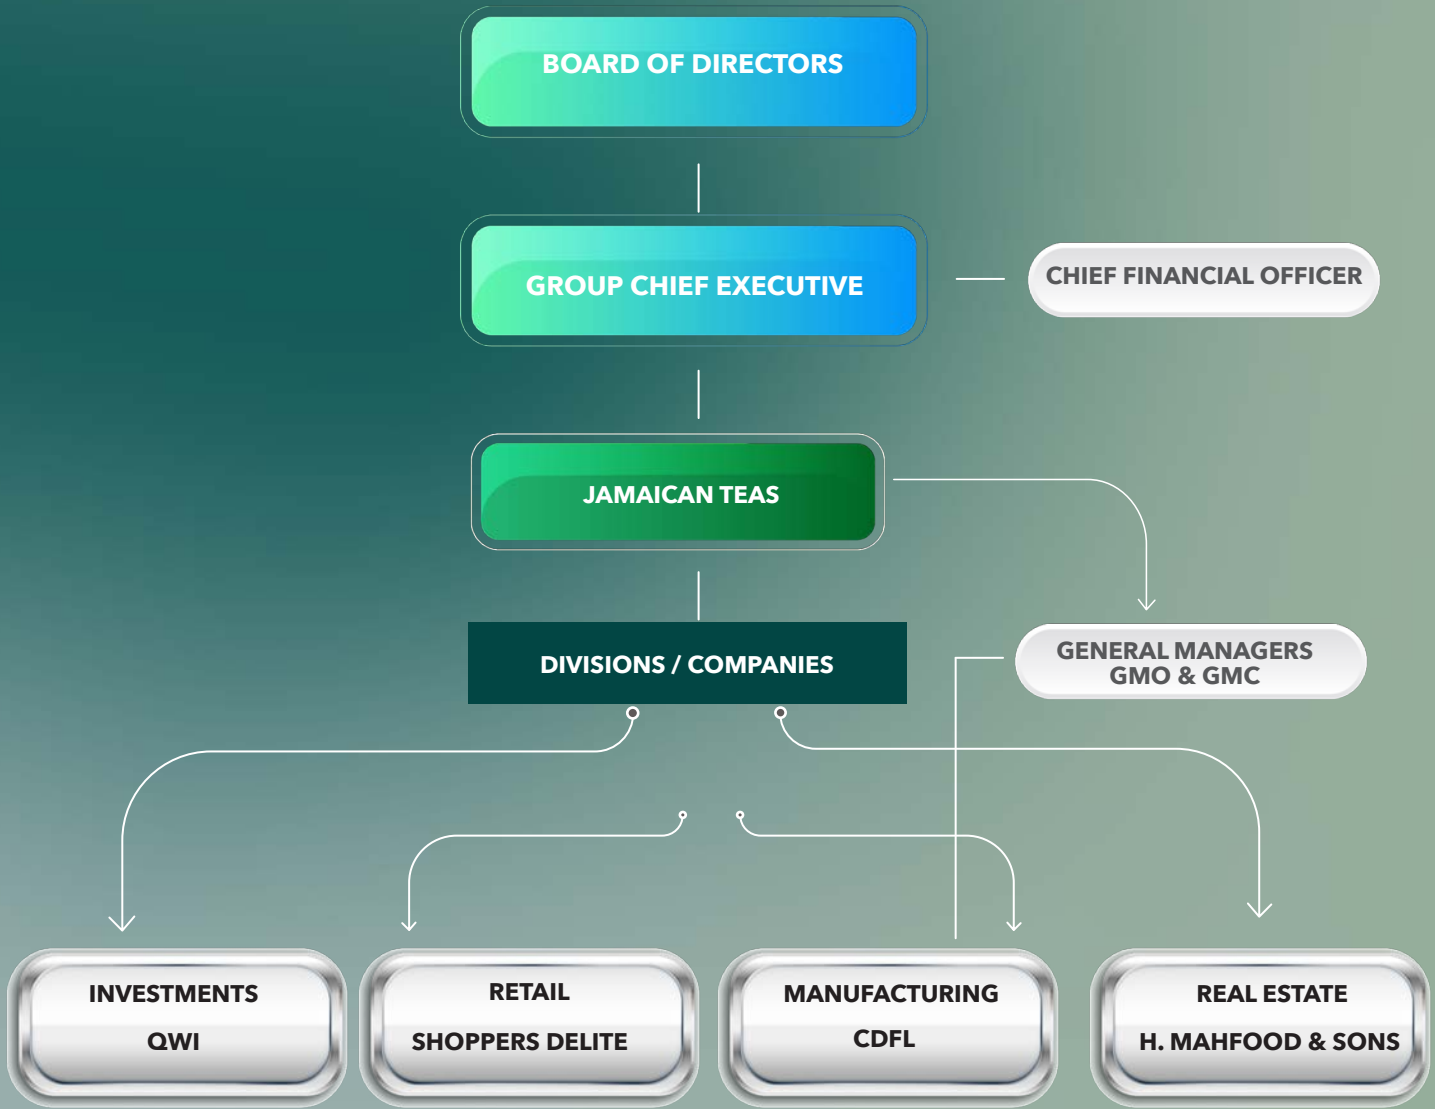 BOARD OF DIRECTORS
GROUP CHIEF EXECUTIVE
CHIEF FINANCIAL OFFICER
JAMAICAN TEAS
DIVISIONS / COMPANIES
GENERAL MANAGERS
GMO & GMC
INVESTMENTS
QWI
RETAIL
SHOPPERS DELITE
MANUFACTURING
CDFL
REAL ESTATE
H. MAHFOOD & SONS